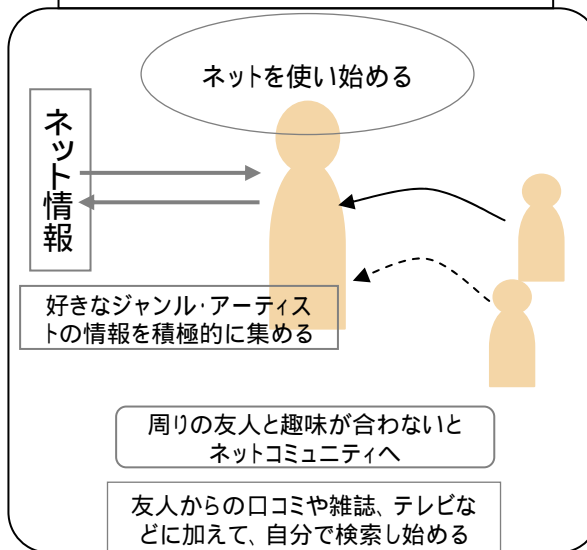 ネットを使い始める
ネット情報
好きなジャンル・アーティス
トの情報を積極的に集める
周りの友人と趣味が合わないと
ネットコミュニティへ
友人からの口コミや雑誌、テレビな
どに加えて、自分で検索し始める